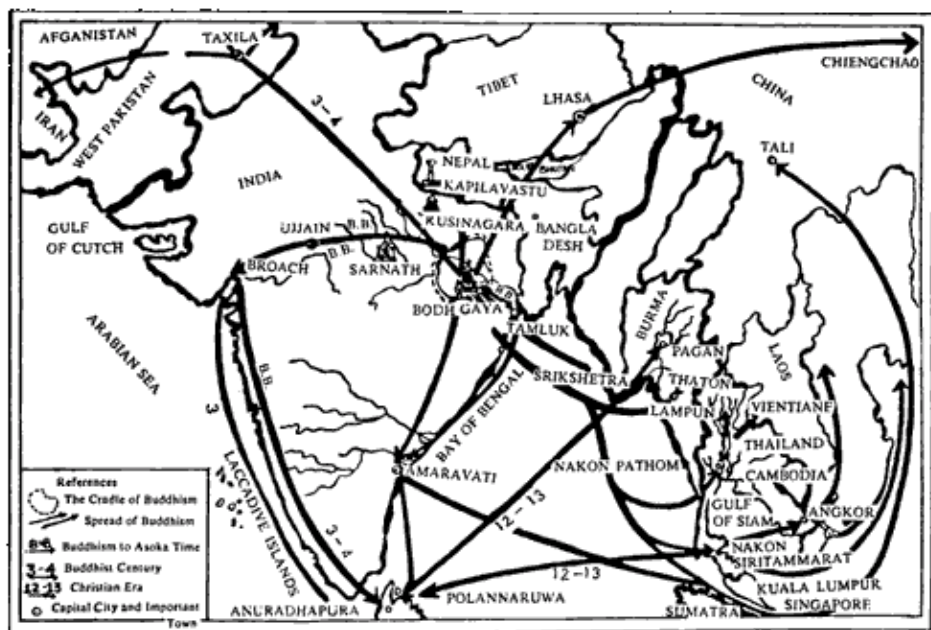 AFGANISTAN
TAXILA
CHIENGCHAO
TIBET
CHINA
IRAN
WEST PAKISTAN
3-4
LHASA
TALI
NEPAL
INDIA
KAPILAVASTU
GULF
OF CUTCH
UJJAIN
B.B.
B.B.
KUSINAGARA
BANGLA
DESH
BROACH
SARNATH
BODH GAYA
TAMLUK
BURMA
PAGAN
LAOS
ARABIAN SEA
B.B.
SRIKSHETRA
THATON
3
LAMPUN
VIENTIANE
BAY OF BENGAL
THAILAND
AMARAVATI
NAKON PATHOM
CAMBODIA
LACCADIVE ISLANDS
GULF
OF SIAM
ANGKOR
12-13
3-4
NAKON
SIRITAMMARAT
12-13
KUALA LUMPUR
ANURADHAPURA
POLANNARUWA
SINGAPORE
SUMATRA
References
The Cradle of Buddhism
Spread of Buddhism
Buddhism to Asoka Time
3-4 Buddhist Century
12-13 Christian Era
Capital City and Important
Town